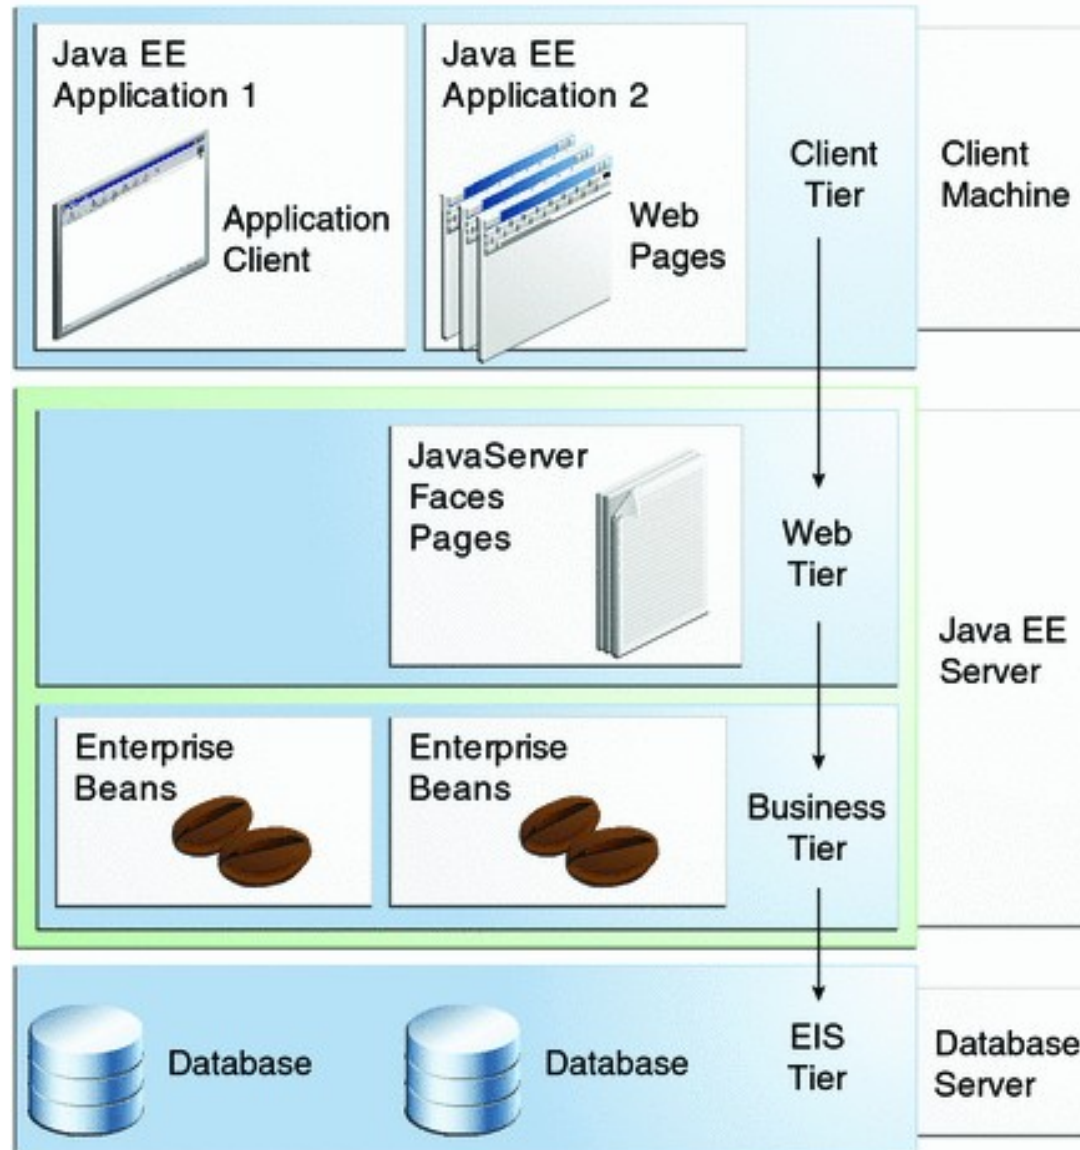 Java EE
Application 1
Application
Client
Java EE
Application 2
Web
Pages
Client
Tier
Client
Machine
JavaServer
Faces
Pages
Web
Tier
Java EE
Server
Enterprise
Beans
Enterprise
Beans
Business
Tier
Database
Database
EIS
Tier
Database
Server